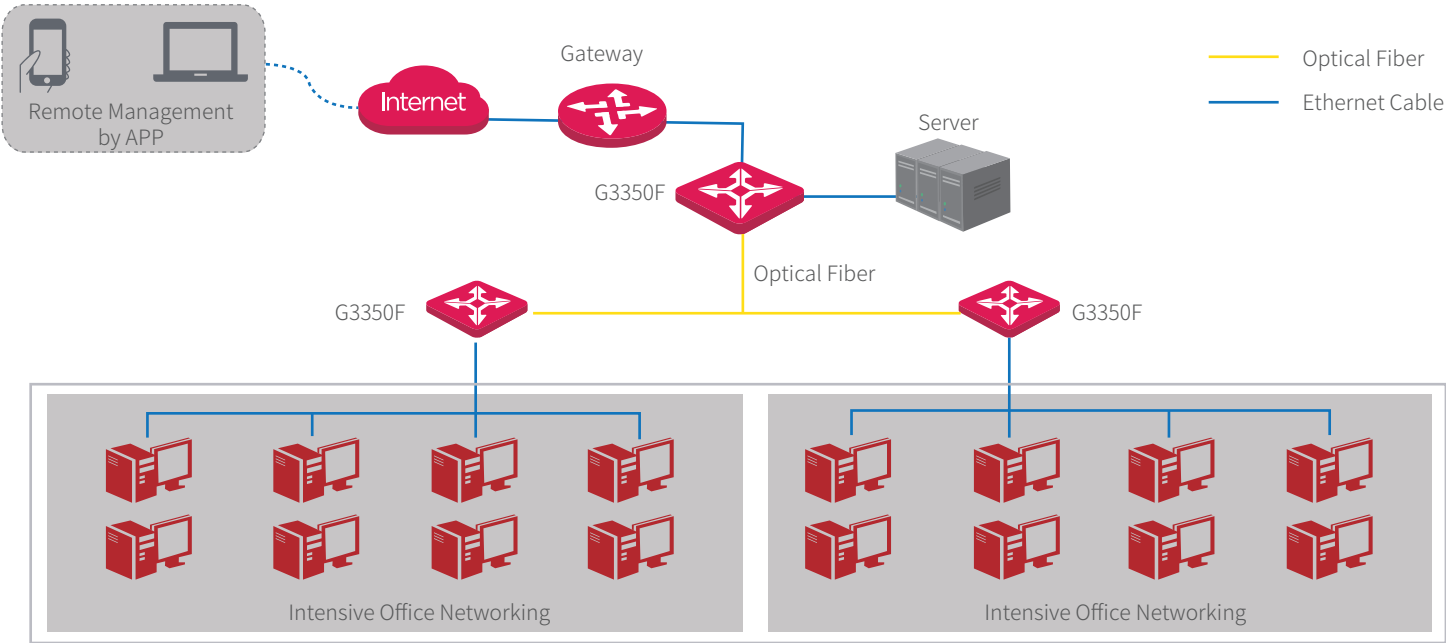 Gateway
Optical Fiber
Internet
Ethernet Cable
Remote Management
by APP
Server
G3350F
Optical Fiber
G3350F
G3350F
Intensive Office Networking
Intensive Office Networking